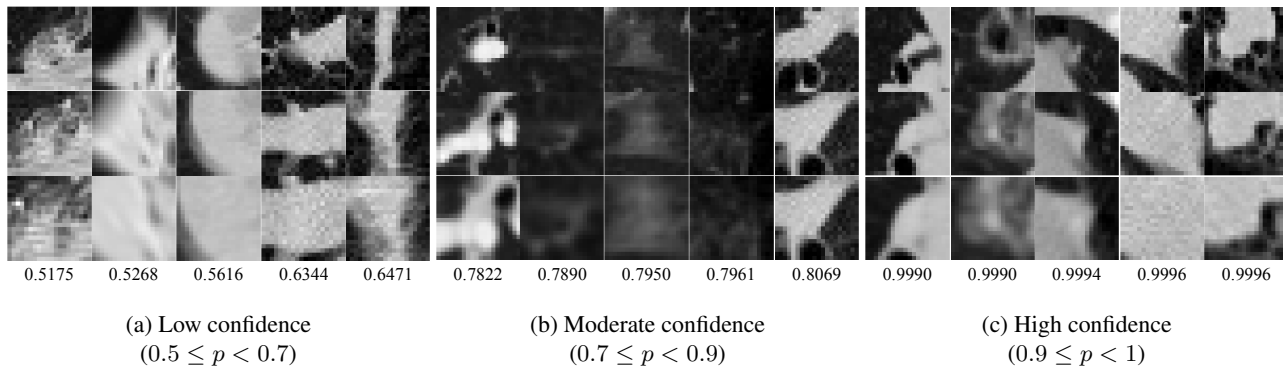 0.5175 0.5268 0.5616 0.6344 0.6471 0.7822 0.7890 0.7950 0.7961 0.8069 0.9990 0.9990 0.9994 0.9996 0.9996
(a) Low confidence (b) Moderate confidence (c) High confidence
(0.5 ≤ p < 0.7) (0.7 ≤ p < 0.9) (0.9 ≤ p < 1)